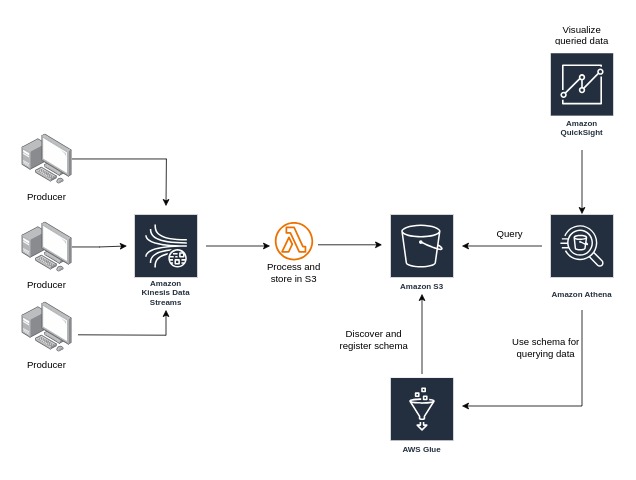 Visualize
queried data
Amazon
QuickSight
Producer
Producer
Producer
Amazon
Kinesis Data
Streams
Process and
store in S3
Amazon S3
Query
Amazon Athena
Discover and
register schema
Use schema for
querying data
AWS Glue